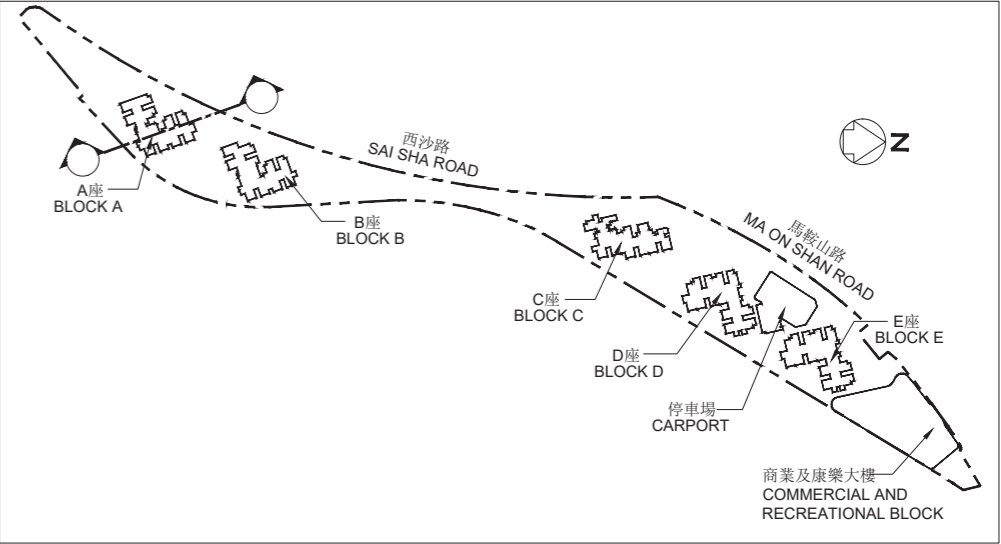 西沙路
SAI SHA ROAD
N
A座
BLOCK A
B座
BLOCK B
馬鞍山路
MA ON SHAN ROAD
C座
BLOCK C
E座
BLOCK E
D座
BLOCK D
停車場
CARPORT
商業及康樂大樓
COMMERCIAL AND
RECREATIONAL BLOCK